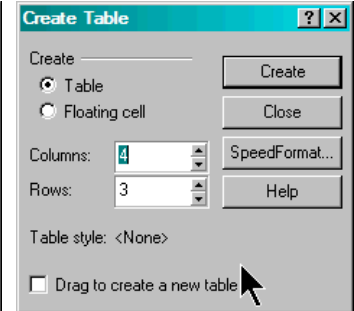 Create Table
Create
Table
Floating cell
Columns: 4
Rows: 3
Table style: <None>
Drag to create a new table
Create
Close
SpeedFormat...
Help